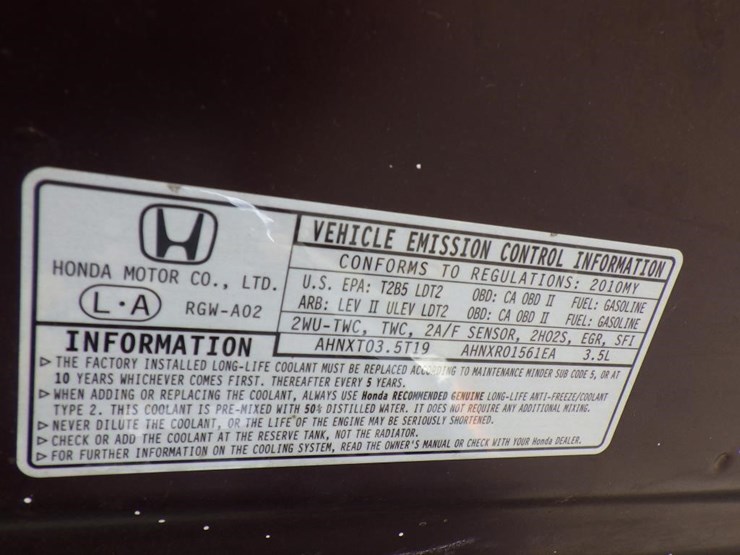 VEHICLE EMISSION CONTROL INFORMATION
CONFORMS TO REGULATIONS: 2010MY
HONDA MOTOR CO., LTD.
L·A RGW-A02
U.S. EPA: T2B5 LDT2 OBD: CA OBD II FUEL: GASOLINE
ARB: LEV II ULEV LDT2 OBD: CA OBD II FUEL: GASOLINE
2WU-TWC, TWC, 2A/F SENSOR, 2HO2S, EGR, SFI
AHNXT03.5T19 AHNXR01561EA 3.5L
INFORMATION
▷ THE FACTORY INSTALLED LONG-LIFE COOLANT MUST BE REPLACED ACCORDING TO MAINTENANCE MINDER SUB CODE 5, OR AT
10 YEARS WHICHEVER COMES FIRST. THEREAFTER EVERY 5 YEARS.
▷ WHEN ADDING OR REPLACING THE COOLANT, ALWAYS USE Honda RECOMMENDED GENUINE LONG-LIFE ANTI-FREEZE/COOLANT
TYPE 2. THIS COOLANT IS PRE-MIXED WITH 50% DISTILLED WATER. IT DOES NOT REQUIRE ANY ADDITIONAL MIXING.
▷ NEVER DILUTE THE COOLANT, OR THE LIFE OF THE ENGINE MAY BE SERIOUSLY SHORTENED.
▷ CHECK OR ADD THE COOLANT AT THE RESERVE TANK, NOT THE RADIATOR.
▷ FOR FURTHER INFORMATION ON THE COOLING SYSTEM, READ THE OWNER'S MANUAL OR CHECK WITH YOUR Honda DEALER.